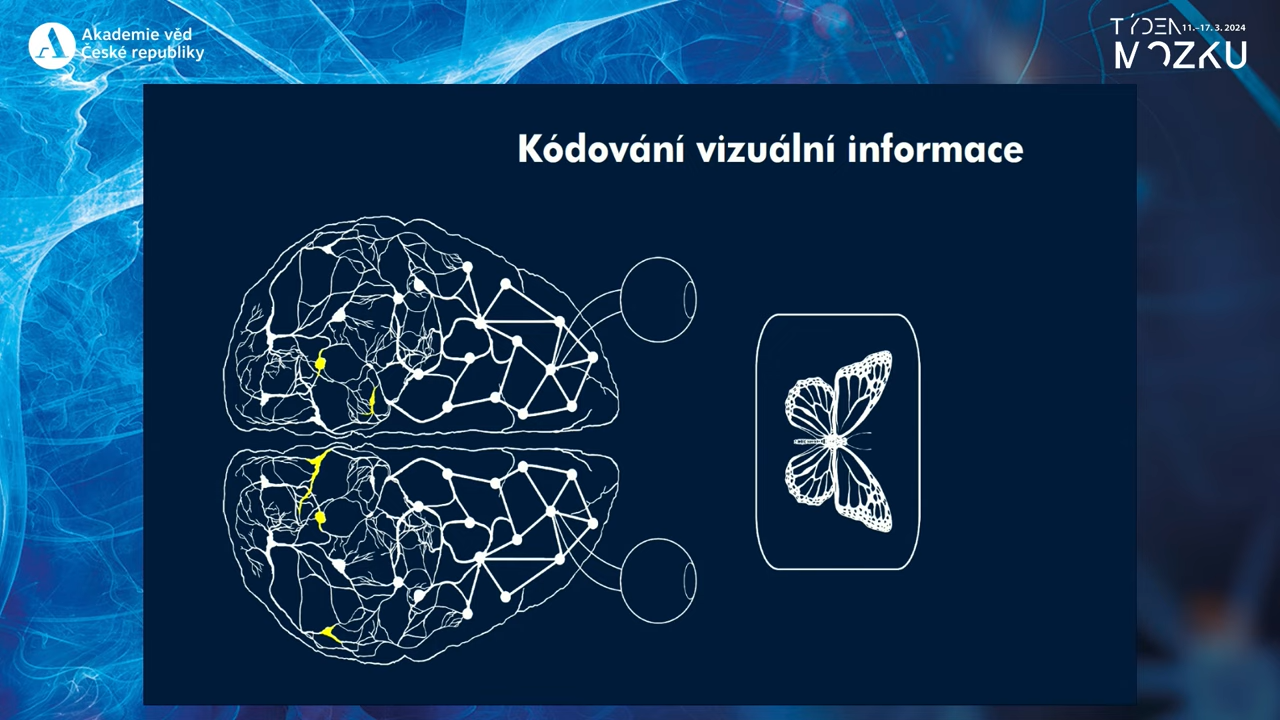 Akademie věd
České republiky
TÝDEN 11.–17. 3. 2024
MOZKU
Kódování vizuální informace